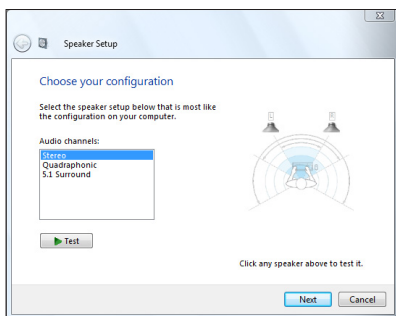 Speaker Setup
Choose your configuration
Select the speaker setup below that is most like
the configuration on your computer.
Audio channels:
Stereo
Quadraphonic
5.1 Surround
Test
Click any speaker above to test it.
Next
Cancel